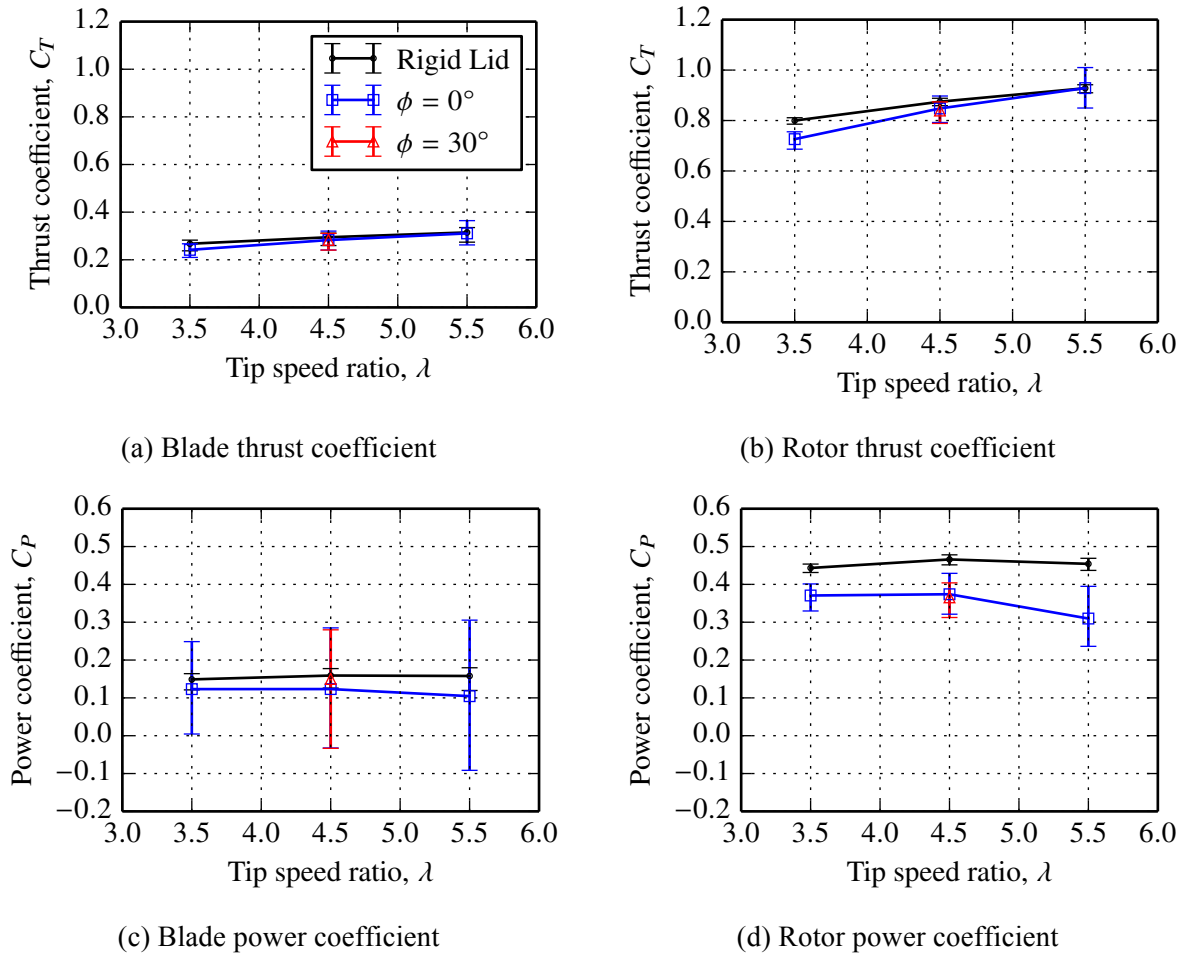 1.2
1.0
0.8
0.6
0.4
0.2
0.0
Thrust coefficient, C_T
Rigid Lid
ϕ = 0°
ϕ = 30°
3.0 3.5 4.0 4.5 5.0 5.5 6.0
Tip speed ratio, λ
(a) Blade thrust coefficient
1.2
1.0
0.8
0.6
0.4
0.2
0.0
Thrust coefficient, C_T
3.0 3.5 4.0 4.5 5.0 5.5 6.0
Tip speed ratio, λ
(b) Rotor thrust coefficient
0.6
0.5
0.4
0.3
0.2
0.1
0.0
−0.1
−0.2
Power coefficient, C_P
3.0 3.5 4.0 4.5 5.0 5.5 6.0
Tip speed ratio, λ
(c) Blade power coefficient
0.6
0.5
0.4
0.3
0.2
0.1
0.0
−0.1
−0.2
Power coefficient, C_P
3.0 3.5 4.0 4.5 5.0 5.5 6.0
Tip speed ratio, λ
(d) Rotor power coefficient